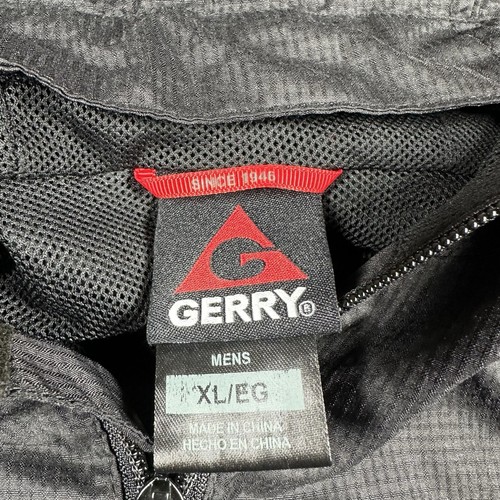 SINCE 1946
G
GERRY®
MENS
XL/EG
MADE IN CHINA
HECHO EN CHINA